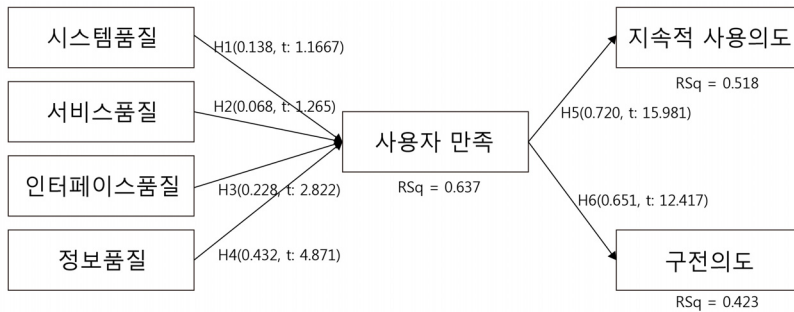 시스템품질
서비스품질
인터페이스품질
정보품질
H1(0.138, t: 1.1667)
H2(0.068, t: 1.265)
H3(0.228, t: 2.822)
H4(0.432, t: 4.871)
사용자 만족
RSq = 0.637
H5(0.720, t: 15.981)
H6(0.651, t: 12.417)
지속적 사용의도
RSq = 0.518
구전의도
RSq = 0.423